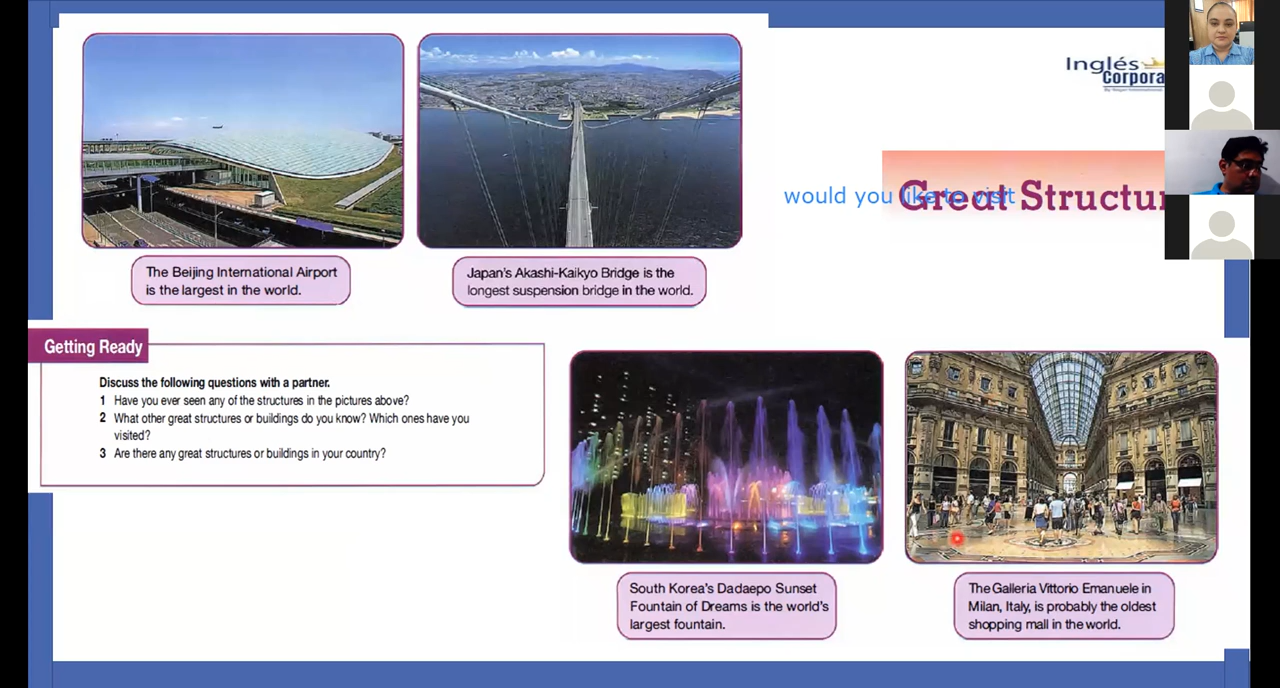 Inglés
Corpora
would you like to visit
Great Structur
The Beijing International Airport
is the largest in the world.
Japan's Akashi-Kaikyo Bridge is the
longest suspension bridge in the world.
Getting Ready
Discuss the following questions with a partner.
1 Have you ever seen any of the structures in the pictures above?
2 What other great structures or buildings do you know? Which ones have you
visited?
3 Are there any great structures or buildings in your country?
South Korea's Dadaepo Sunset
Fountain of Dreams is the world's
largest fountain.
The Galleria Vittorio Emanuele in
Milan, Italy, is probably the oldest
shopping mall in the world.